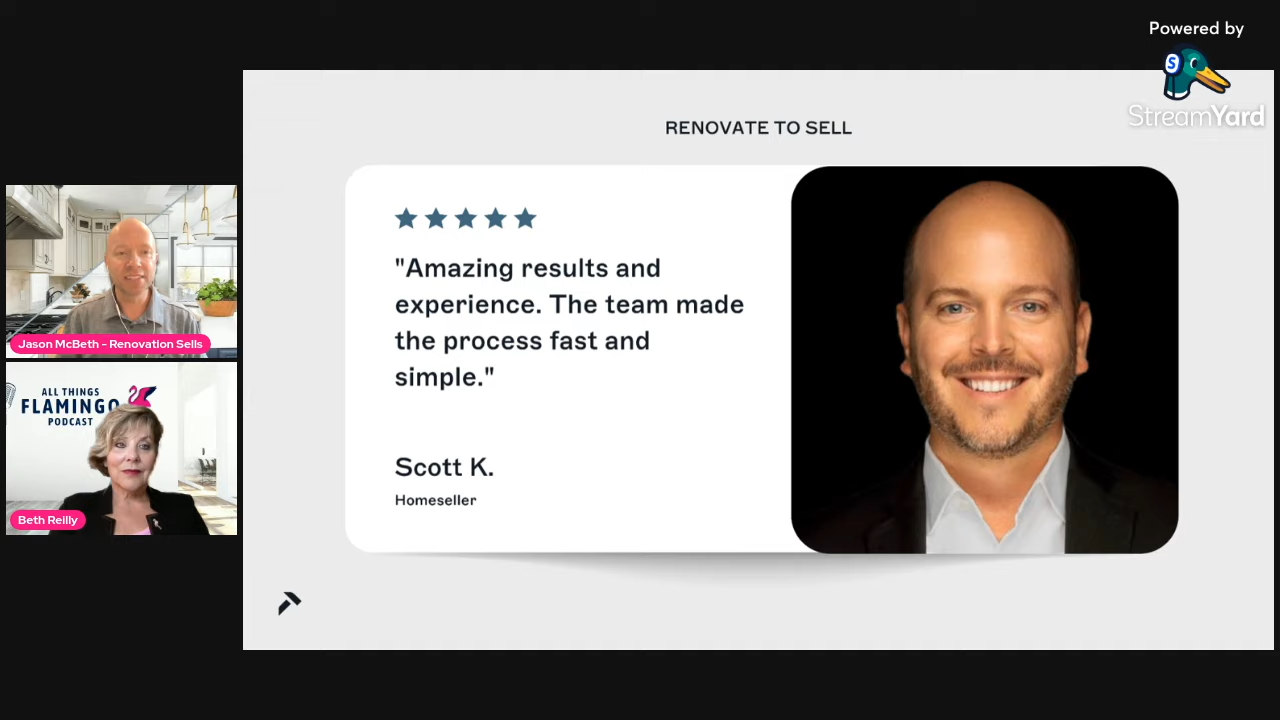 Powered by
S
StreamYard
RENOVATE TO SELL
"Amazing results and
experience. The team made
the process fast and
simple."
Scott K.
Homeseller
Jason McBeth - Renovation Sells
ALL THINGS
FLAMINGO
PODCAST
Beth Reilly